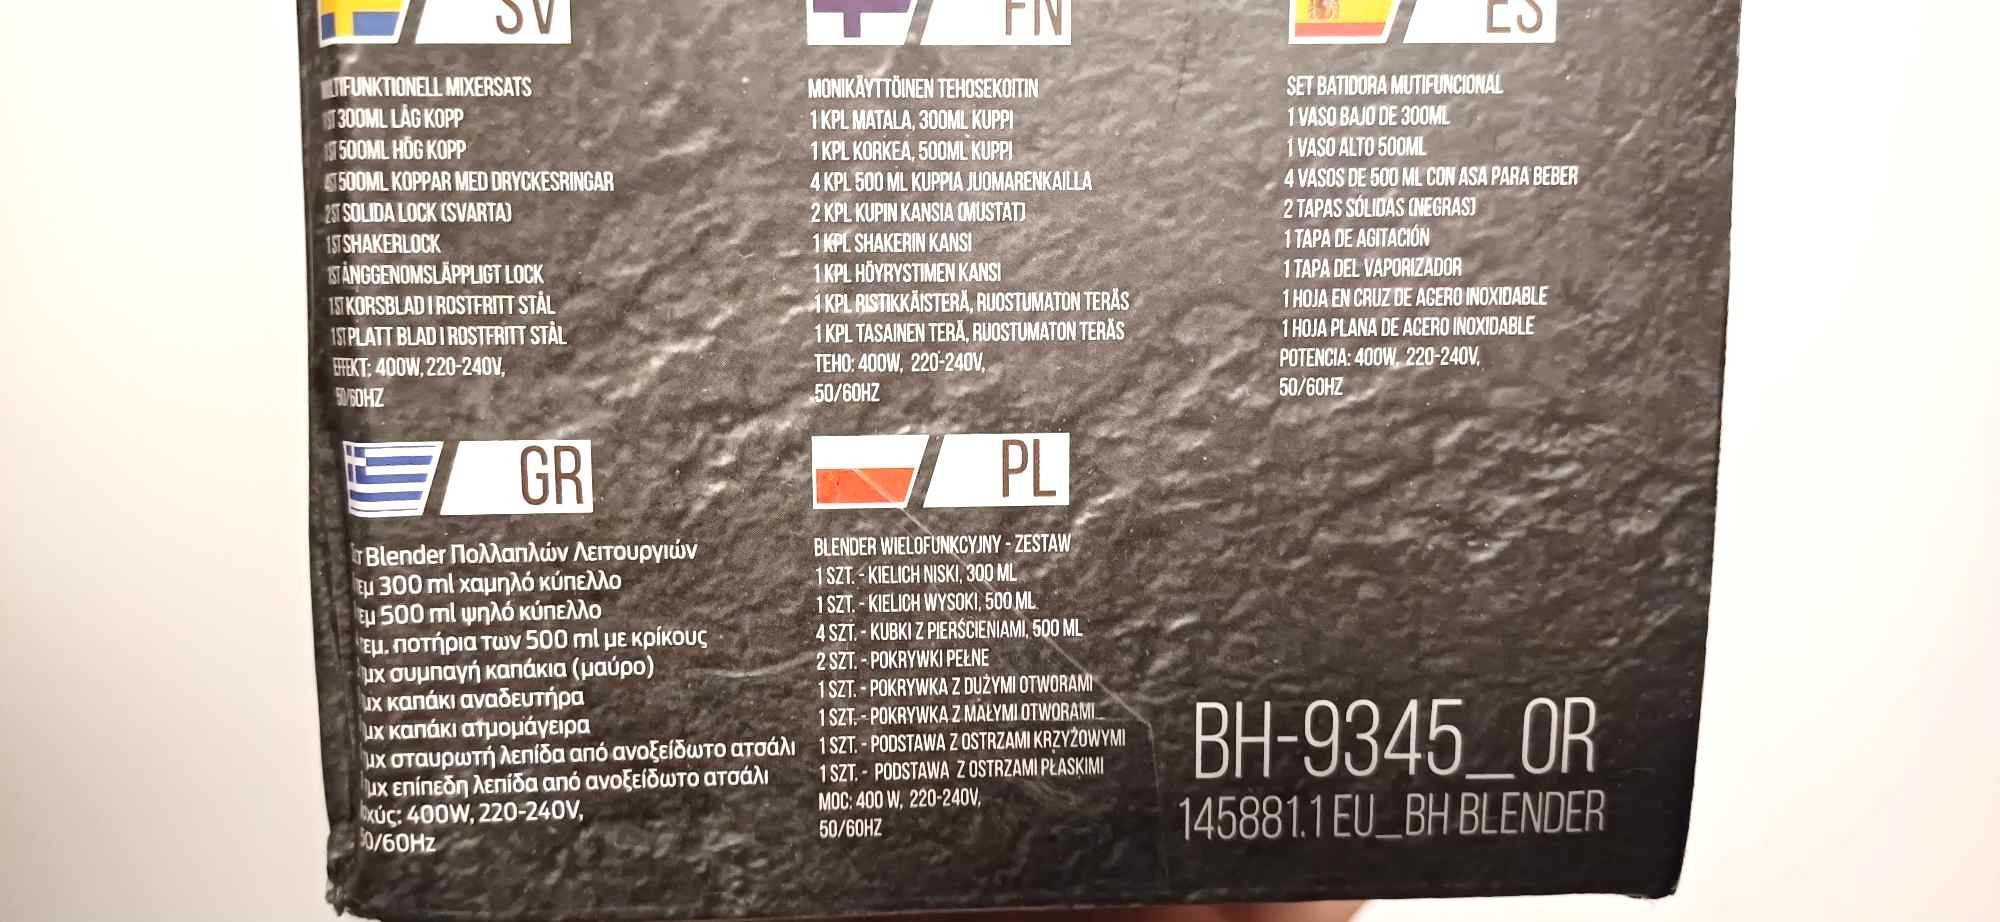 SV
MULTIFUNKTIONELL MIXERSATS
1ST 300ML LÅG KOPP
1ST 500ML HÖG KOPP
4ST 500ML KOPPAR MED DRYCKESRINGAR
2ST SOLIDA LOCK (SVARTA)
1ST SHAKERLOCK
1ST ÅNGGENOMSLÄPPLIGT LOCK
1ST KORSBLAD I ROSTFRITT STÅL
1ST PLATT BLAD I ROSTFRITT STÅL
EFFEKT: 400W, 220-240V,
50/60HZ
FN
MONIKÄYTTÖINEN TEHOSEKOITIN
1 KPL MATALA, 300ML KUPPI
1 KPL KORKEA, 500ML KUPPI
4 KPL 500 ML KUPPIA JUOMARENKAILLA
2 KPL KUPIN KANSIA (MUSTAT)
1 KPL SHAKERIN KANSI
1 KPL HÖYRYSTIMEN KANSI
1 KPL RISTIKKÄISTERÄ, RUOSTUMATON TERÄS
1 KPL TASAINEN TERÄ, RUOSTUMATON TERÄS
TEHO: 400W, 220-240V,
50/60HZ
ES
SET BATIDORA MUTIFUNCIONAL
1 VASO BAJO DE 300ML
1 VASO ALTO 500ML
4 VASOS DE 500 ML CON ASA PARA BEBER
2 TAPAS SÓLIDAS (NEGRAS)
1 TAPA DE AGITACIÓN
1 TAPA DEL VAPORIZADOR
1 HOJA EN CRUZ DE ACERO INOXIDABLE
1 HOJA PLANA DE ACERO INOXIDABLE
POTENCIA: 400W, 220-240V,
50/60HZ
GR
Blender Πολλαπλών Λειτουργιών
300 ml χαμηλό κύπελλο
500 ml ψηλό κύπελλο
ποτήρια των 500 ml με κρίκους
συμπαγή καπάκια (μαύρο)
καπάκι αναδευτήρα
καπάκι ατμομάγειρα
σταυρωτή λεπίδα από ανοξείδωτο ατσάλι
επίπεδη λεπίδα από ανοξείδωτο ατσάλι
400W, 220-240V,
50/60Hz
PL
BLENDER WIELOFUNKCYJNY - ZESTAW
1 SZT. - KIELICH NISKI, 300 ML
1 SZT. - KIELICH WYSOKI, 500 ML
4 SZT. - KUBKI Z PIERŚCIENIAMI, 500 ML
2 SZT. - POKRYWKI PEŁNE
1 SZT. - POKRYWKA Z DUŻYMI OTWORAMI
1 SZT. - POKRYWKA Z MAŁYMI OTWORAMI
1 SZT. - PODSTAWA Z OSTRZAMI KRZYŻOWYMI
1 SZT. - PODSTAWA Z OSTRZAMI PŁASKIMI
MOC: 400 W, 220-240V,
50/60HZ
BH-9345_OR
145881.1 EU_BH BLENDER